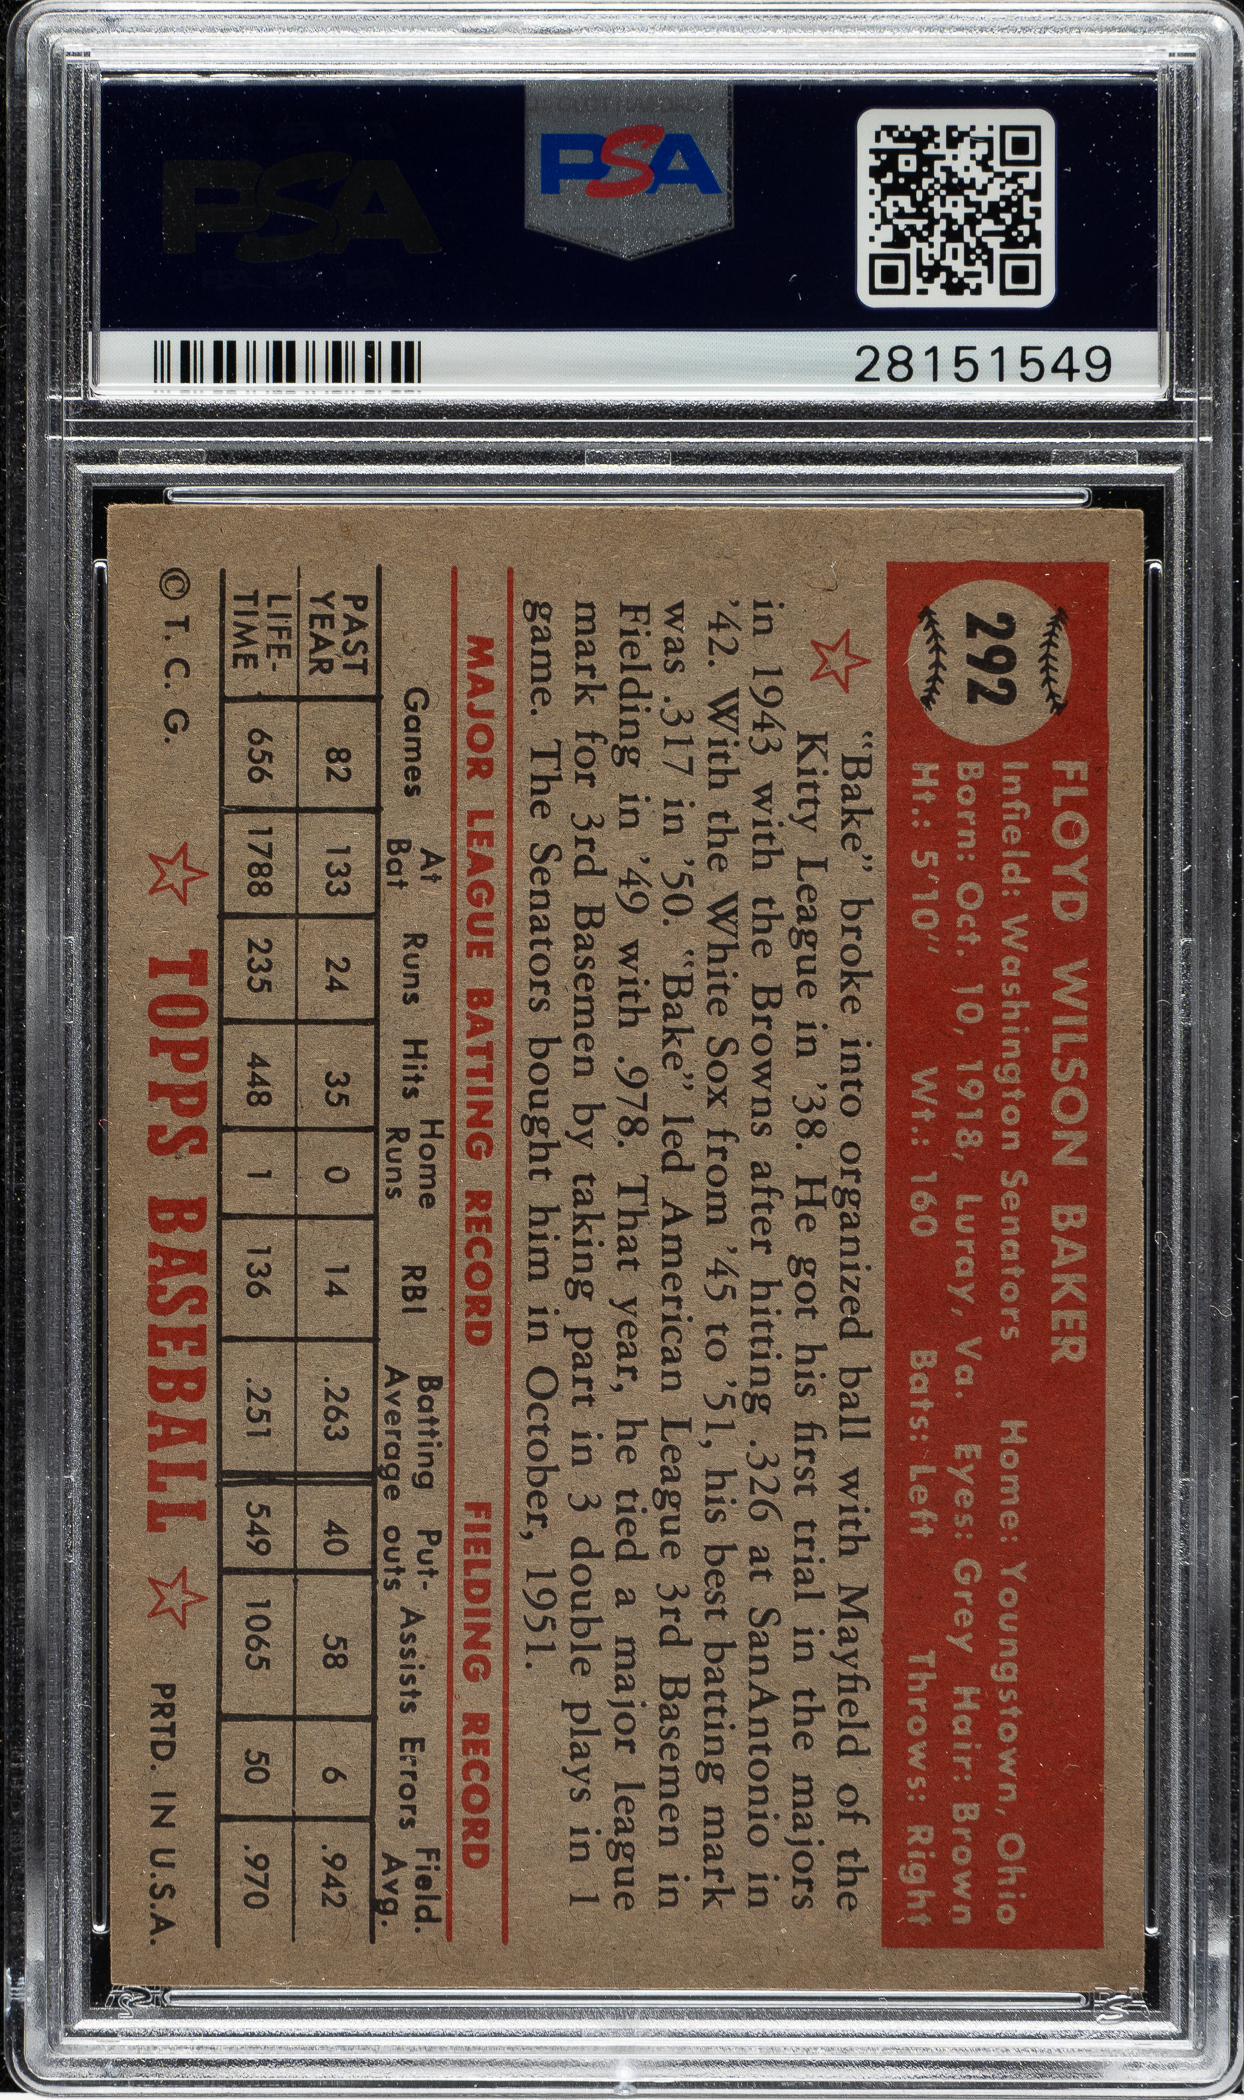 PSA
PSA
28151549
292
FLOYD WILSON BAKER
Infield: Washington Senators Home: Youngstown, Ohio
Born: Oct. 10, 1918, Luray, Va. Eyes: Grey Hair: Brown
Ht.: 5'10" Wt.: 160 Bats: Left Throws: Right
"Bake" broke into organized ball with Mayfield of the
Kitty League in '38. He got his first trial in the majors
in 1943 with the Browns after hitting .326 at San Antonio in
'42. With the White Sox from '45 to '51, his best batting mark
was .317 in '50. "Bake" led American League 3rd Basemen in
Fielding in '49 with .978. That year, he tied a major league
mark for 3rd Basemen by taking part in 3 double plays in 1
game. The Senators bought him in October, 1951.
MAJOR LEAGUE BATTING RECORD FIELDING RECORD
Games At Bat Runs Hits Home Runs RBI Batting Average Put-outs Assists Errors Field. Avg.
PAST YEAR 82 133 24 35 0 14 .263 40 58 6 .942
LIFE-TIME 656 1788 235 448 1 136 .251 549 1065 50 .970
© T. C. G. TOPPS BASEBALL PRTD. IN U.S.A.